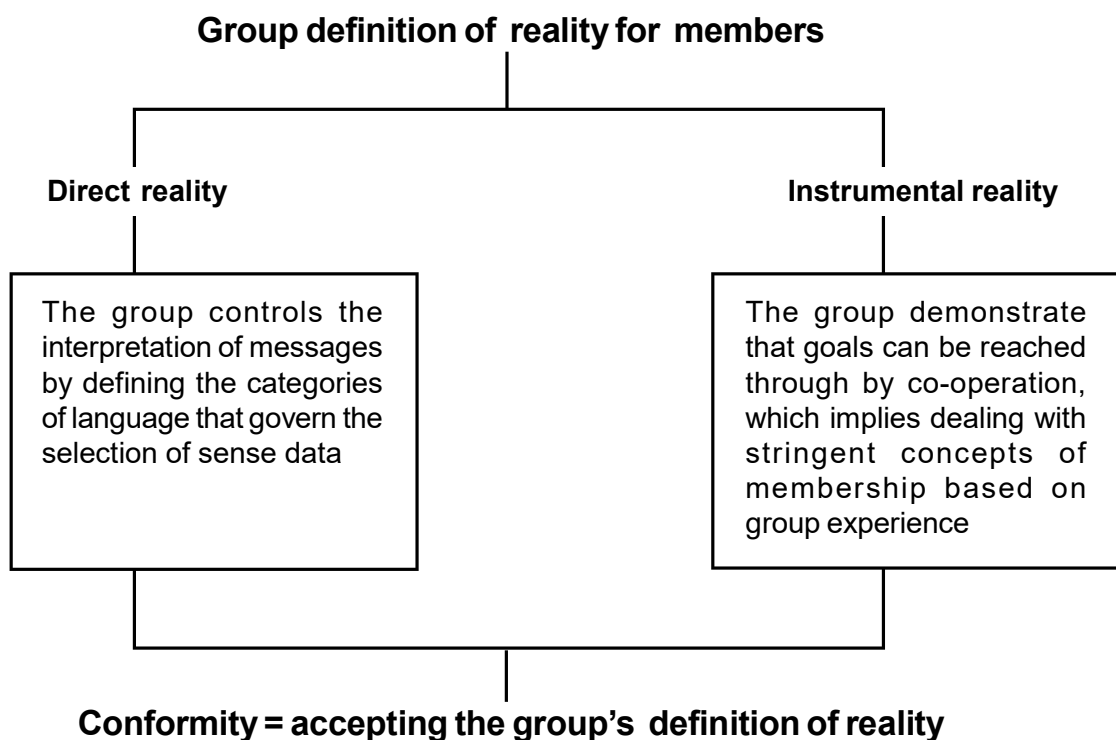 Group definition of reality for members
Direct reality
Instrumental reality
The group controls the
interpretation of messages
by defining the categories
of language that govern the
selection of sense data
The group demonstrate
that goals can be reached
through by co-operation,
which implies dealing with
stringent concepts of
membership based on
group experience
Conformity = accepting the group’s definition of reality